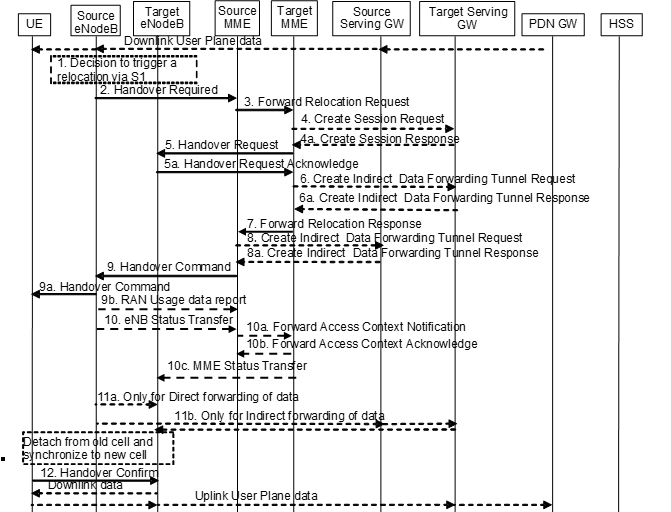 UE
Source
eNodeB
Target
eNodeB
Source
MME
Target
MME
Source
Serving GW
Target Serving
GW
PDN GW
HSS
Downlink User Plane data
1. Decision to trigger a
relocation via S1
2. Handover Required
3. Forward Relocation Request
4. Create Session Request
4a. Create Session Response
5. Handover Request
5a. Handover Request Acknowledge
6. Create Indirect Data Forwarding Tunnel Request
6a. Create Indirect Data Forwarding Tunnel Response
7. Forward Relocation Response
8. Create Indirect Data Forwarding Tunnel Request
8a. Create Indirect Data Forwarding Tunnel Response
9. Handover Command
9a. Handover Command
9b. RAN Usage data report
10. eNB Status Transfer
10a. Forward Access Context Notification
10b. Forward Access Context Acknowledge
10c. MME Status Transfer
11a. Only for Direct forwarding of data
11b. Only for Indirect forwarding of data
Detach from old cell and
synchronize to new cell
12. Handover Confirm
Downlink data
Uplink User Plane data